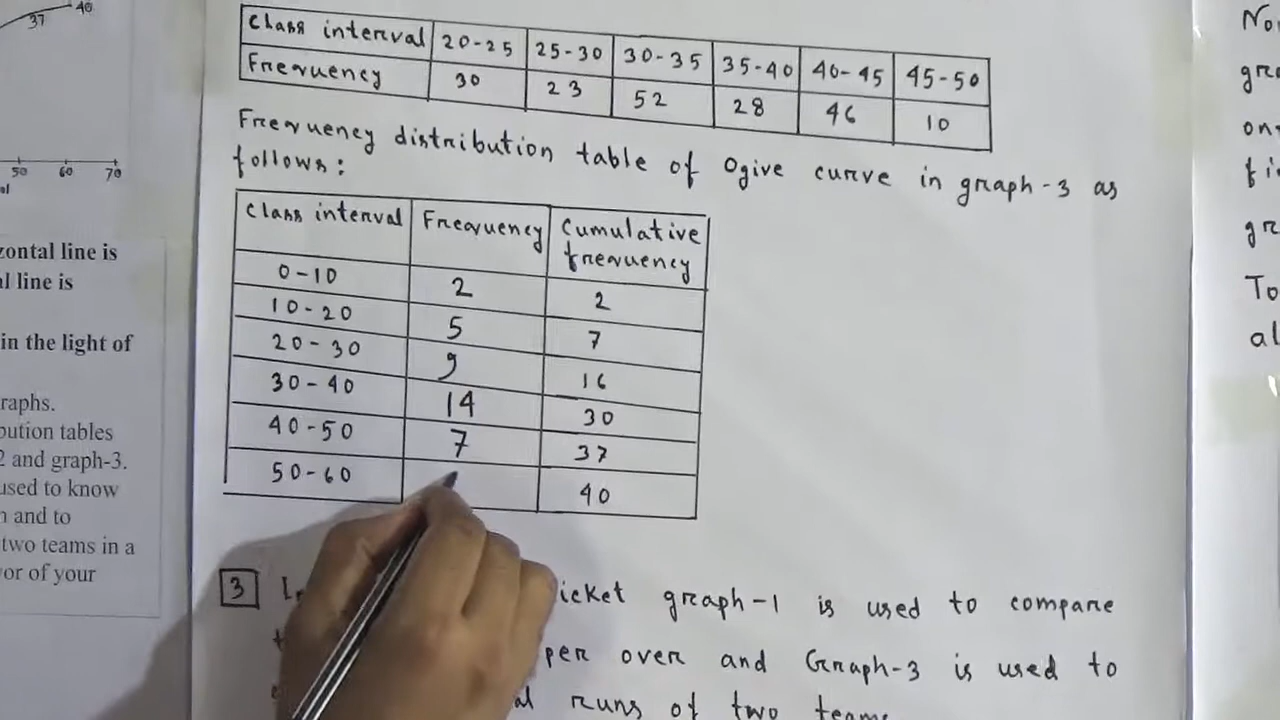 37 40
50 60 70
Class interval 20-25 25-30 30-35 35-40 40-45 45-50
Frequency 30 23 52 28 46 10
Frequency distribution table of Ogive curve in graph-3 as
follows:
Class interval Frequency Cumulative frequency
0-10 2 2
10-20 5 7
20-30 9 16
30-40 14 30
40-50 7 37
50-60 40
3
icket graph-1 is used to compare
per over and Graph-3 is used to
runs of two teams
zontal line is
line is
in the light of
raphs.
tables
2 and graph-3.
used to know
and to
two teams in a
or of your
To